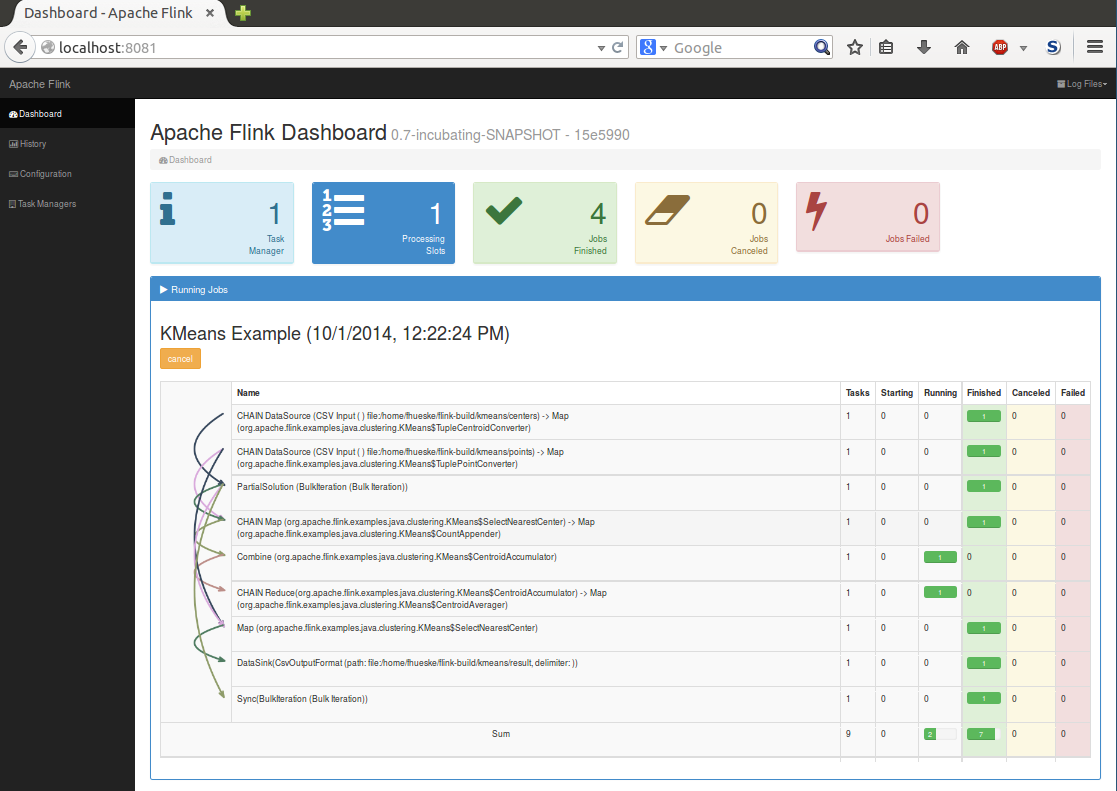 Dashboard - Apache Flink ×
localhost:8081
Google
ABP
S
Apache Flink
Log Files
Dashboard
History
Configuration
Task Managers
Apache Flink Dashboard 0.7-incubating-SNAPSHOT - 15e5990
Dashboard
1
Task
Manager
1
2
3
1
Processing
Slots
4
Jobs
Finished
0
Jobs
Canceled
0
Jobs Failed
Running Jobs
KMeans Example (10/1/2014, 12:22:24 PM)
cancel
Name Tasks Starting Running Finished Canceled Failed
CHAIN DataSource (CSV Input ( ) file:/home/fhueske/flink-build/kmeans/centers) -> Map 1 0 0 1 0 0
(org.apache.flink.examples.java.clustering.KMeans$TupleCentroidConverter)
CHAIN DataSource (CSV Input ( ) file:/home/fhueske/flink-build/kmeans/points) -> Map 1 0 0 1 0 0
(org.apache.flink.examples.java.clustering.KMeans$TuplePointConverter)
PartialSolution (BulkIteration (Bulk Iteration)) 1 0 0 1 0 0
CHAIN Map (org.apache.flink.examples.java.clustering.KMeans$SelectNearestCenter) -> Map 1 0 0 1 0 0
(org.apache.flink.examples.java.clustering.KMeans$CountAppender)
Combine (org.apache.flink.examples.java.clustering.KMeans$CentroidAccumulator) 1 0 1 0 0 0
CHAIN Reduce(org.apache.flink.examples.java.clustering.KMeans$CentroidAccumulator) -> Map 1 0 1 0 0 0
(org.apache.flink.examples.java.clustering.KMeans$CentroidAverager)
Map (org.apache.flink.examples.java.clustering.KMeans$SelectNearestCenter) 1 0 0 1 0 0
DataSink(CsvOutputFormat (path: file:/home/fhueske/flink-build/kmeans/result, delimiter: )) 1 0 0 1 0 0
Sync(BulkIteration (Bulk Iteration)) 1 0 0 1 0 0
Sum 9 0 2 7 0 0